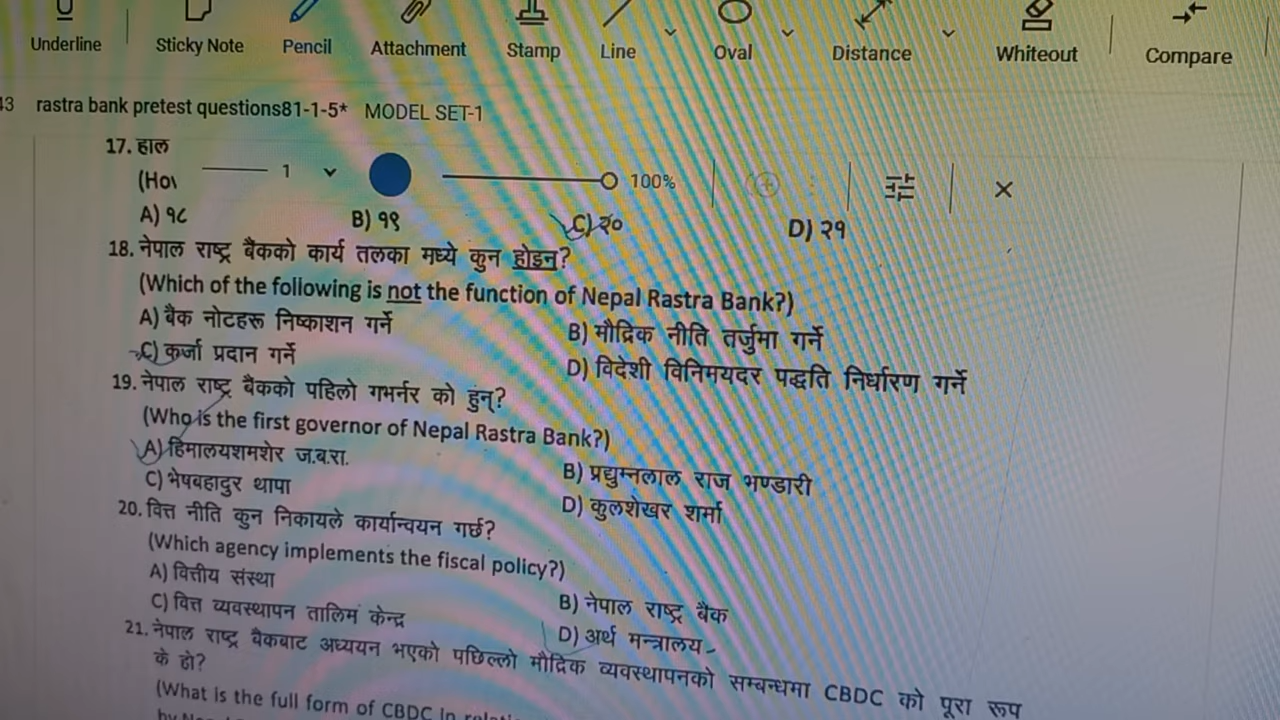 Underline Sticky Note Pencil Attachment Stamp Line Oval Distance Whiteout Compare
rastra bank pretest questions81-1-5* MODEL SET-1
17. हाल
1 100%
A) १८ B) १९ C) २० D) २१
18. नेपाल राष्ट्र बैकको कार्य तलका मध्ये कुन होइन?
(Which of the following is not the function of Nepal Rastra Bank?)
A) बैक नोटहरू निष्काशन गर्ने B) मौद्रिक नीति तर्जुमा गर्ने
C) कर्जा प्रदान गर्ने D) विदेशी विनिमयदर पद्धति निर्धारण गर्ने
19. नेपाल राष्ट्र बैकको पहिलो गभर्नर को हुन्?
(Who is the first governor of Nepal Rastra Bank?)
A) हिमालयशमशेर ज.ब.रा. B) प्रद्युम्नलाल राज भण्डारी
C) भेषबहादुर थापा D) कुलशेखर शर्मा
20. वित्त नीति कुन निकायले कार्यान्वयन गर्छ?
(Which agency implements the fiscal policy?)
A) वित्तीय संस्था B) नेपाल राष्ट्र बैक
C) वित्त व्यवस्थापन तालिम केन्द्र D) अर्थ मन्त्रालय
21. नेपाल राष्ट्र बैकबाट अध्ययन भएको पछिल्लो मौद्रिक व्यवस्थापनको सम्बन्धमा CBDC को पूरा रूप
के हो?
(What is the full form of CBDC in